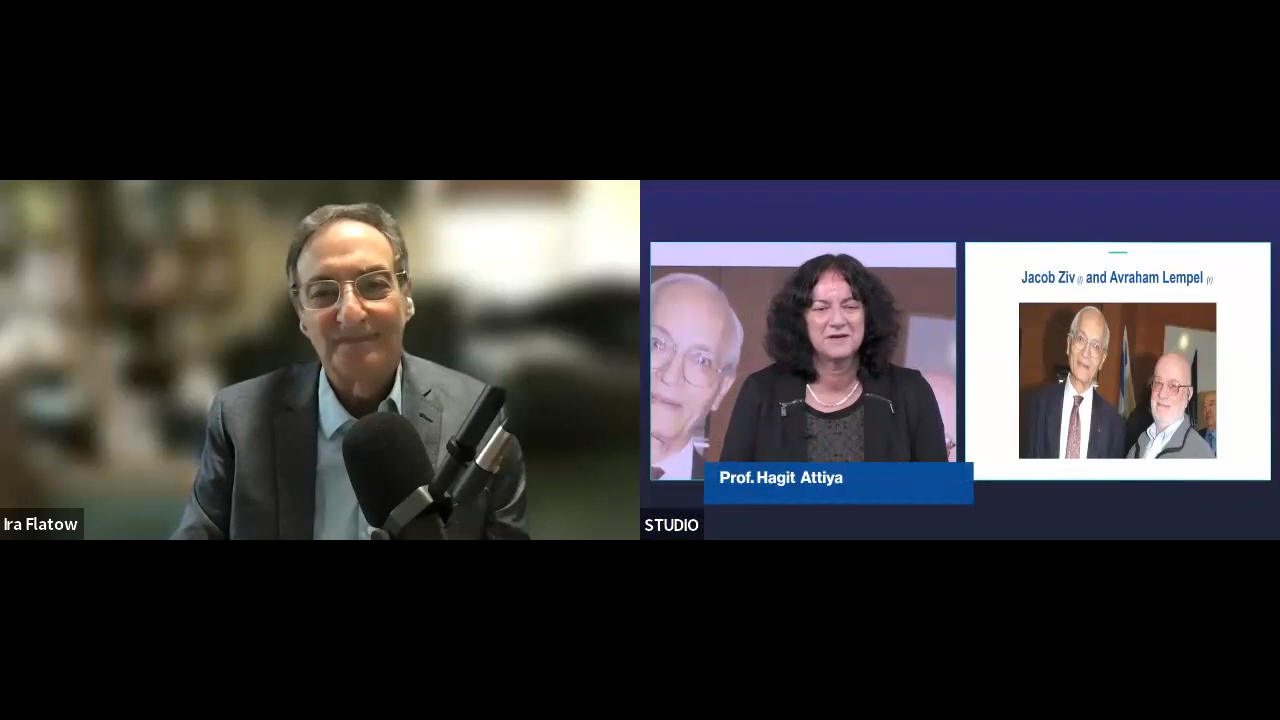 Jacob Ziv (l) and Avraham Lempel (r)
Prof. Hagit Attiya
Ira Flatow
STUDIO